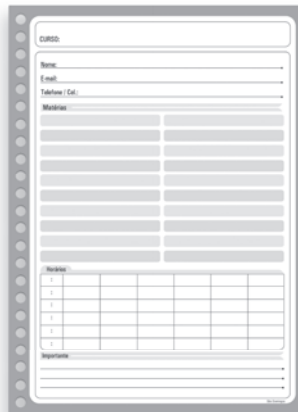 CURSO:
Nome:
E-mail:
Telefone / Cel.:
Matérias
Horários
Importante